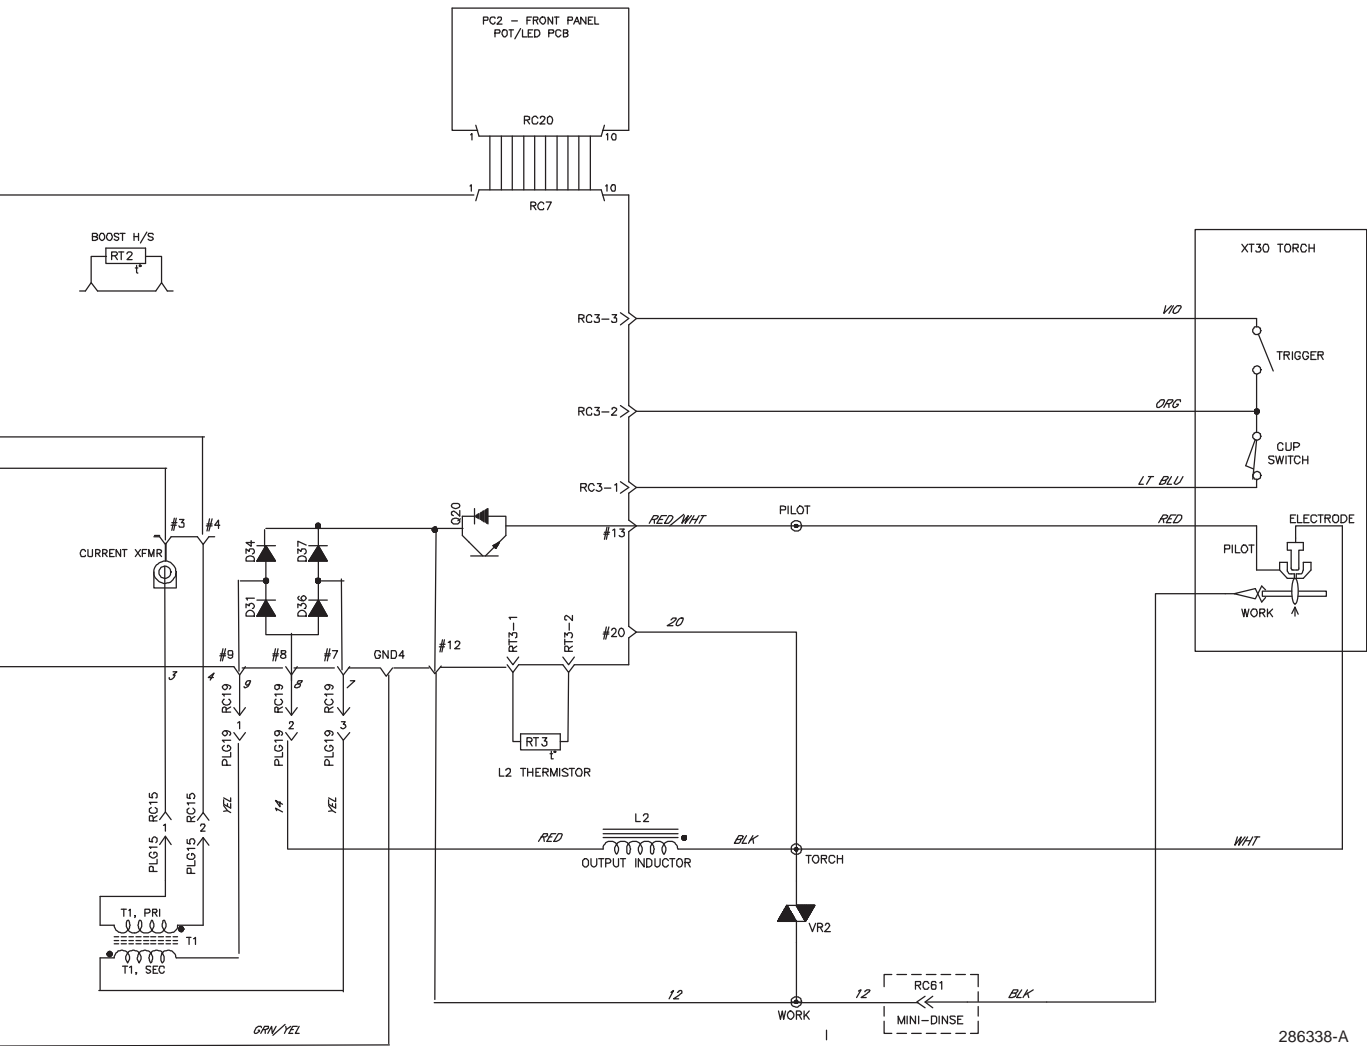 PC2 - FRONT PANEL
POT/LED PCB
RC20
1
10
1
10
RC7
BOOST H/S
RT2
t°
XT30 TORCH
RC3-3
VIO
TRIGGER
RC3-2
ORG
CUP
SWITCH
RC3-1
LT BLU
#3
#4
CURRENT XFMR
D34
D37
Q20
#13
RED/WHT
PILOT
RED
ELECTRODE
PILOT
WORK
D31
D36
#9
#8
#7
GND4
#12
RT3-1
RT3-2
#20
20
3
4
9
8
7
RC19
RC19
RC19
1
2
3
PLG19
PLG19
PLG19
RT3
t°
L2 THERMISTOR
YEL
14
YEL
RC15
RC15
1
2
PLG15
PLG15
RED
L2
OUTPUT INDUCTOR
BLK
TORCH
WHT
T1, PRI
T1
T1, SEC
VR2
12
WORK
12
RC61
MINI-DINSE
BLK
GRN/YEL
286338-A